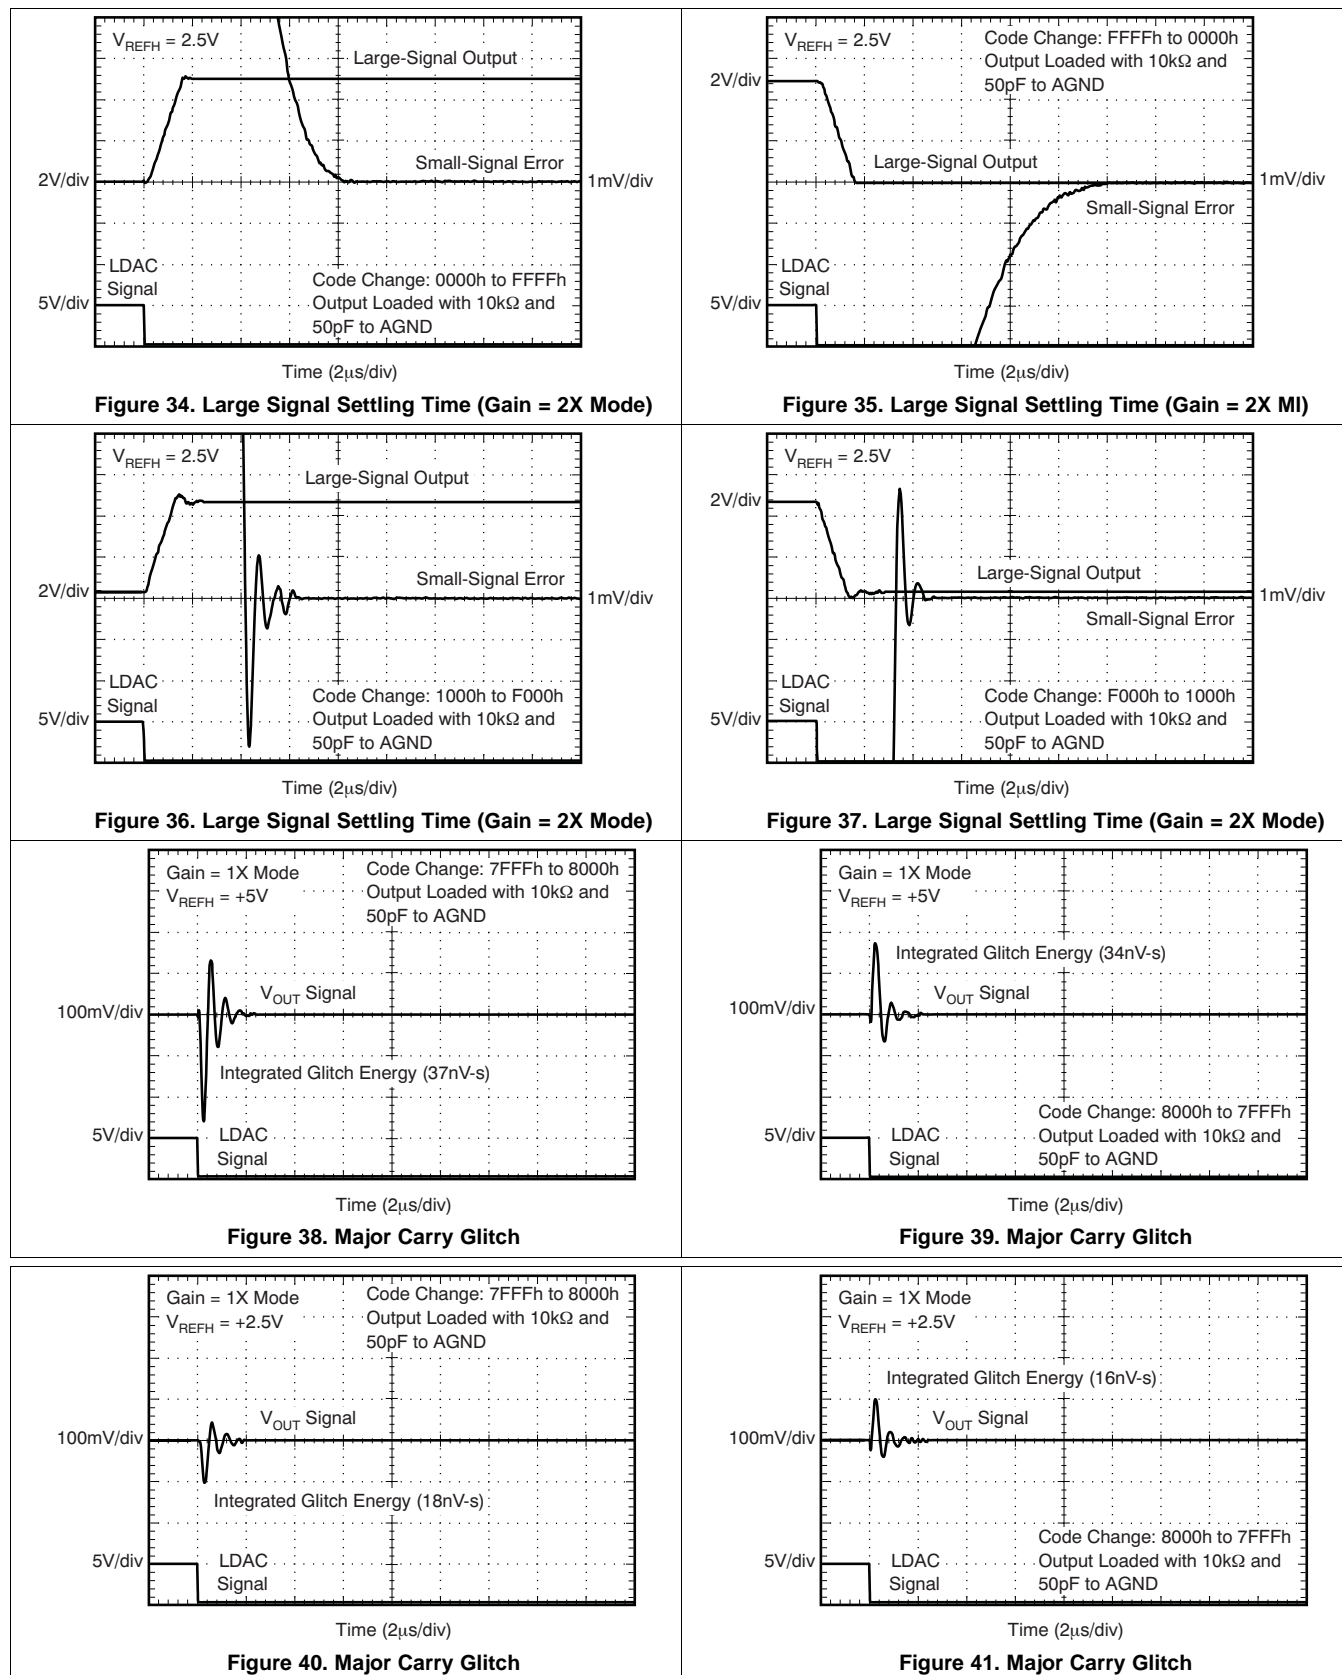 V_REFH = 2.5V
Large-Signal Output
Small-Signal Error
2V/div
1mV/div
LDAC
Signal
5V/div
Code Change: 0000h to FFFFh
Output Loaded with 10kΩ and
50pF to AGND
Time (2μs/div)
Figure 34. Large Signal Settling Time (Gain = 2X Mode)
V_REFH = 2.5V
Code Change: FFFFh to 0000h
Output Loaded with 10kΩ and
50pF to AGND
2V/div
Large-Signal Output
1mV/div
Small-Signal Error
LDAC
Signal
5V/div
Time (2μs/div)
Figure 35. Large Signal Settling Time (Gain = 2X MI)
V_REFH = 2.5V
Large-Signal Output
Small-Signal Error
2V/div
1mV/div
LDAC
Signal
5V/div
Code Change: 1000h to F000h
Output Loaded with 10kΩ and
50pF to AGND
Time (2μs/div)
Figure 36. Large Signal Settling Time (Gain = 2X Mode)
V_REFH = 2.5V
2V/div
Large-Signal Output
1mV/div
Small-Signal Error
LDAC
Signal
5V/div
Code Change: F000h to 1000h
Output Loaded with 10kΩ and
50pF to AGND
Time (2μs/div)
Figure 37. Large Signal Settling Time (Gain = 2X Mode)
Gain = 1X Mode
V_REFH = +5V
Code Change: 7FFFh to 8000h
Output Loaded with 10kΩ and
50pF to AGND
V_OUT Signal
100mV/div
Integrated Glitch Energy (37nV-s)
5V/div
LDAC
Signal
Time (2μs/div)
Figure 38. Major Carry Glitch
Gain = 1X Mode
V_REFH = +5V
Integrated Glitch Energy (34nV-s)
V_OUT Signal
100mV/div
5V/div
LDAC
Signal
Code Change: 8000h to 7FFFh
Output Loaded with 10kΩ and
50pF to AGND
Time (2μs/div)
Figure 39. Major Carry Glitch
Gain = 1X Mode
V_REFH = +2.5V
Code Change: 7FFFh to 8000h
Output Loaded with 10kΩ and
50pF to AGND
V_OUT Signal
100mV/div
Integrated Glitch Energy (18nV-s)
5V/div
LDAC
Signal
Time (2μs/div)
Figure 40. Major Carry Glitch
Gain = 1X Mode
V_REFH = +2.5V
Integrated Glitch Energy (16nV-s)
V_OUT Signal
100mV/div
5V/div
LDAC
Signal
Code Change: 8000h to 7FFFh
Output Loaded with 10kΩ and
50pF to AGND
Time (2μs/div)
Figure 41. Major Carry Glitch